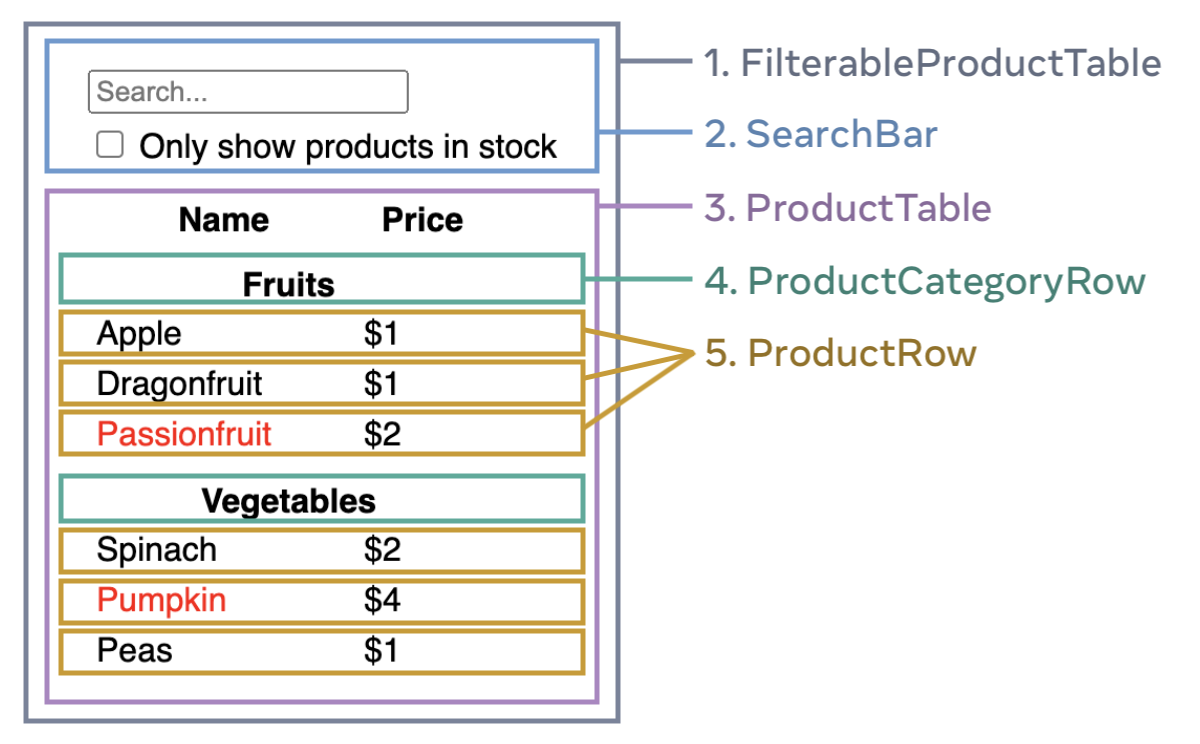 Search...
Only show products in stock
Name Price
Fruits
Apple $1
Dragonfruit $1
Passionfruit $2
Vegetables
Spinach $2
Pumpkin $4
Peas $1
1. FilterableProductTable
2. SearchBar
3. ProductTable
4. ProductCategoryRow
5. ProductRow